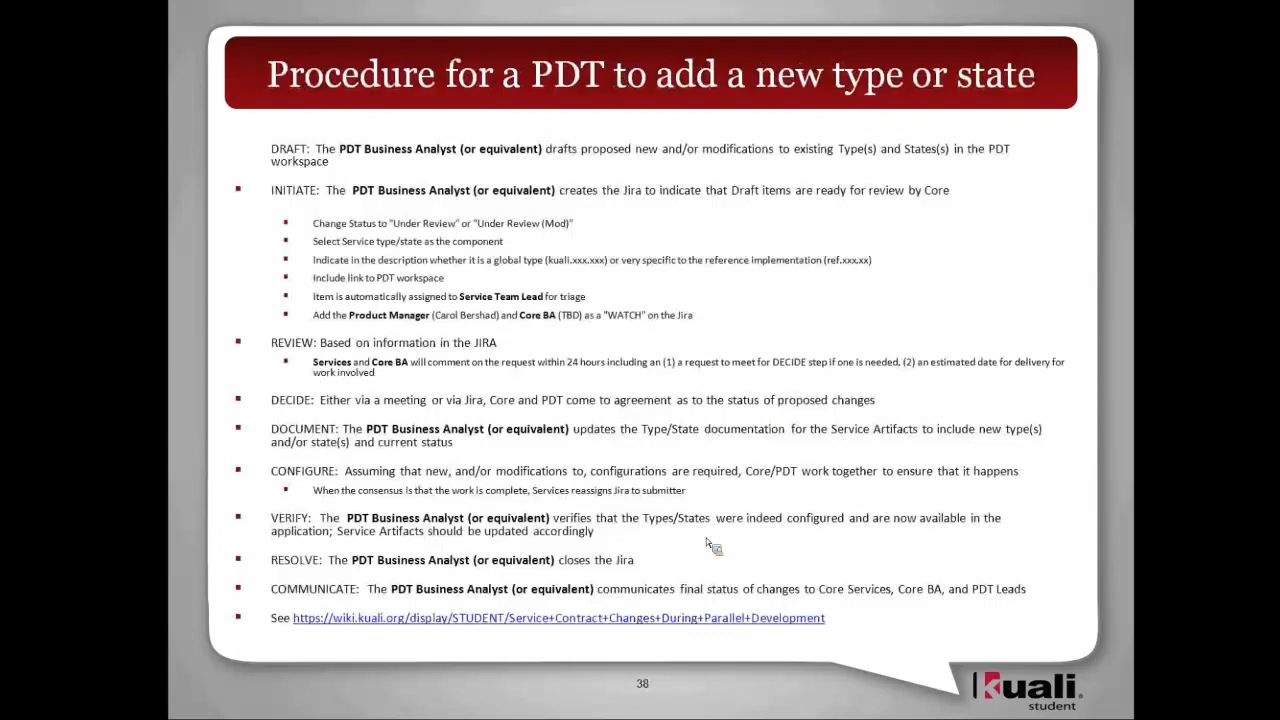 Procedure for a PDT to add a new type or state
DRAFT: The PDT Business Analyst (or equivalent) drafts proposed new and/or modifications to existing Type(s) and States(s) in the PDT
workspace
INITIATE: The PDT Business Analyst (or equivalent) creates the Jira to indicate that Draft items are ready for review by Core
Change Status to "Under Review" or "Under Review (Mod)"
Select Service type/state as the component
Indicate in the description whether it is a global type (kuali.xxx.xxx) or very specific to the reference implementation (ref.xxx.xx)
Include link to PDT workspace
Item is automatically assigned to Service Team Lead for triage
Add the Product Manager (Carol Bershad) and Core BA (TBD) as a "WATCH" on the Jira
REVIEW: Based on information in the JIRA
Services and Core BA will comment on the request within 24 hours including an (1) a request to meet for DECIDE step if one is needed, (2) an estimated date for delivery for
work involved
DECIDE: Either via a meeting or via Jira, Core and PDT come to agreement as to the status of proposed changes
DOCUMENT: The PDT Business Analyst (or equivalent) updates the Type/State documentation for the Service Artifacts to include new type(s)
and/or state(s) and current status
CONFIGURE: Assuming that new, and/or modifications to, configurations are required, Core/PDT work together to ensure that it happens
When the consensus is that the work is complete, Services reassigns Jira to submitter
VERIFY: The PDT Business Analyst (or equivalent) verifies that the Types/States were indeed configured and are now available in the
application; Service Artifacts should be updated accordingly
RESOLVE: The PDT Business Analyst (or equivalent) closes the Jira
COMMUNICATE: The PDT Business Analyst (or equivalent) communicates final status of changes to Core Services, Core BA, and PDT Leads
See https://wiki.kuali.org/display/STUDENT/Service+Contract+Changes+During+Parallel+Development
38
Kuali®
student